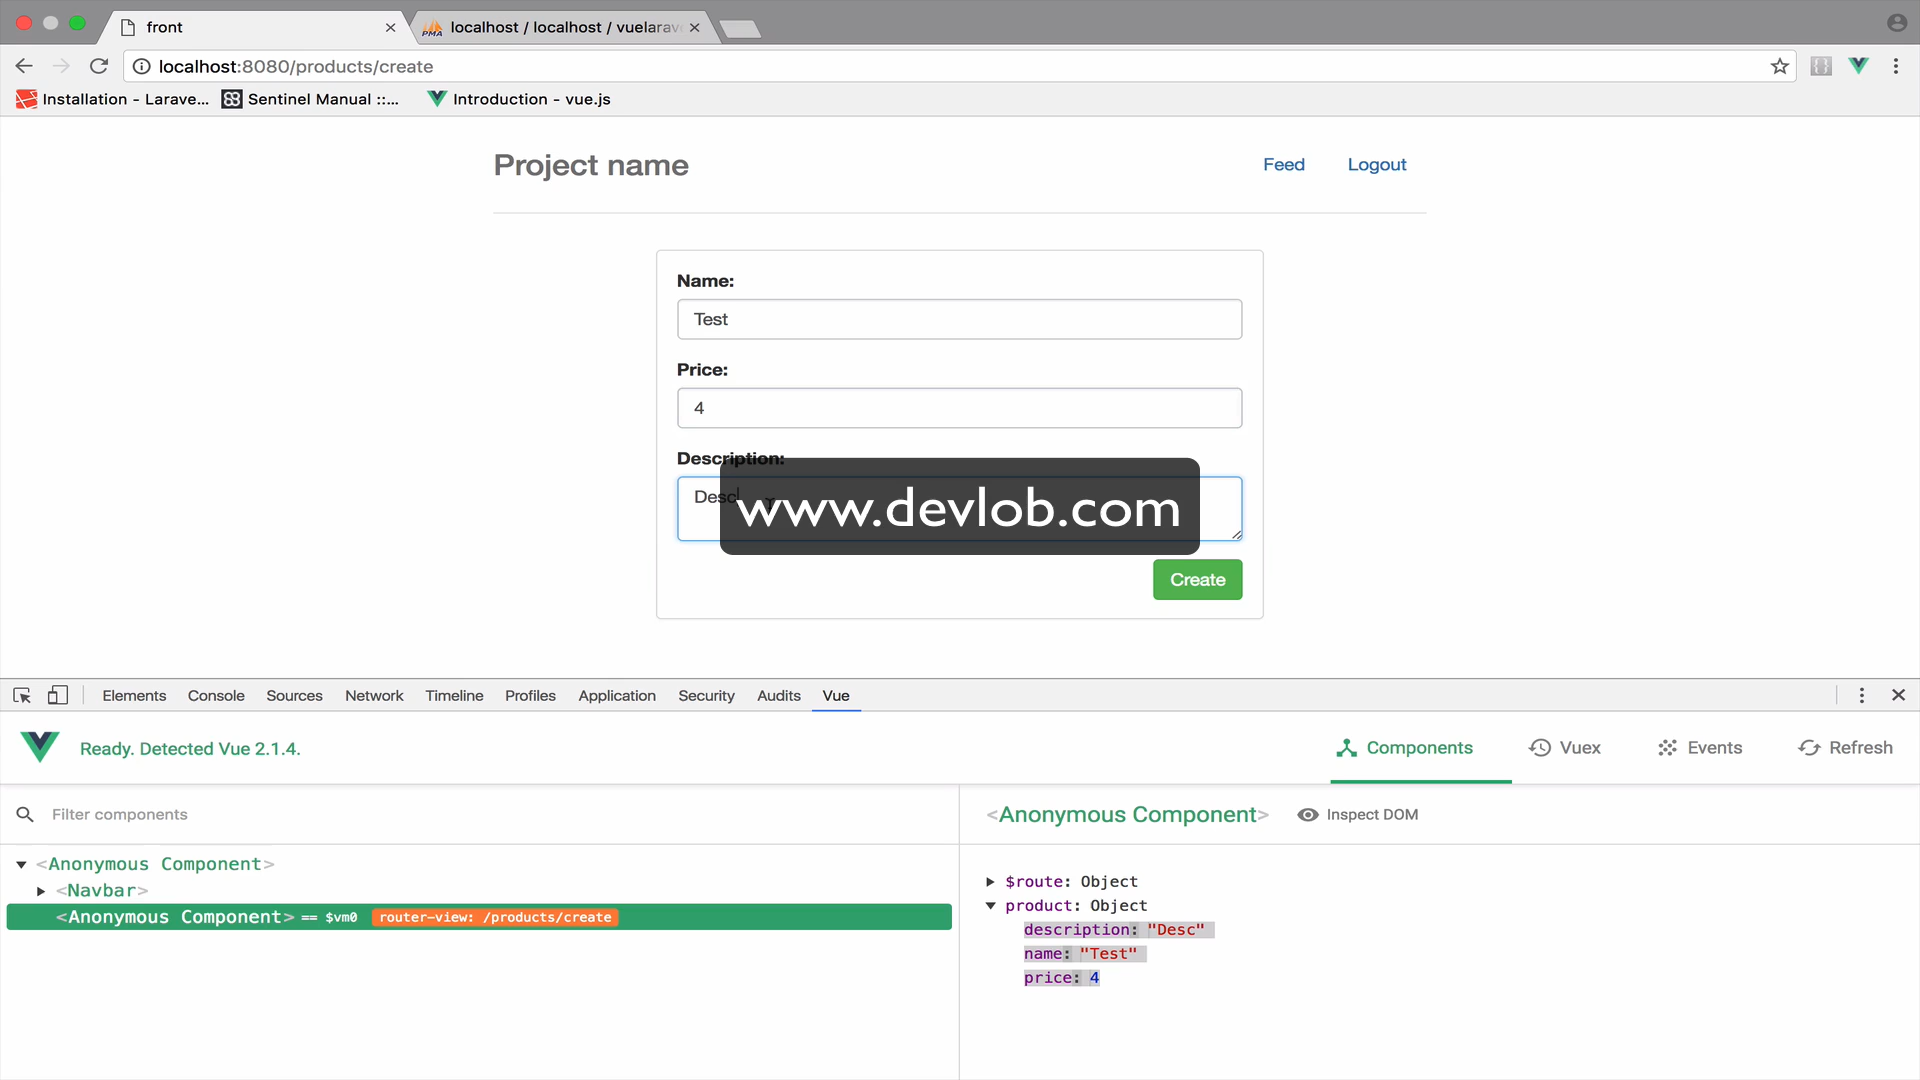 front
localhost / localhost / vuelarave
localhost:8080/products/create
Installation - Larave...
Sentinel Manual ::...
Introduction - vue.js
Project name
Feed
Logout
Name:
Test
Price:
4
Description:
Desc
www.devlob.com
Create
Elements
Console
Sources
Network
Timeline
Profiles
Application
Security
Audits
Vue
Ready. Detected Vue 2.1.4.
Components
Vuex
Events
Refresh
Filter components
<Anonymous Component>
Inspect DOM
<Anonymous Component>
<Navbar>
<Anonymous Component> == $vm0 router-view: /products/create
$route: Object
product: Object
description: "Desc"
name: "Test"
price: 4